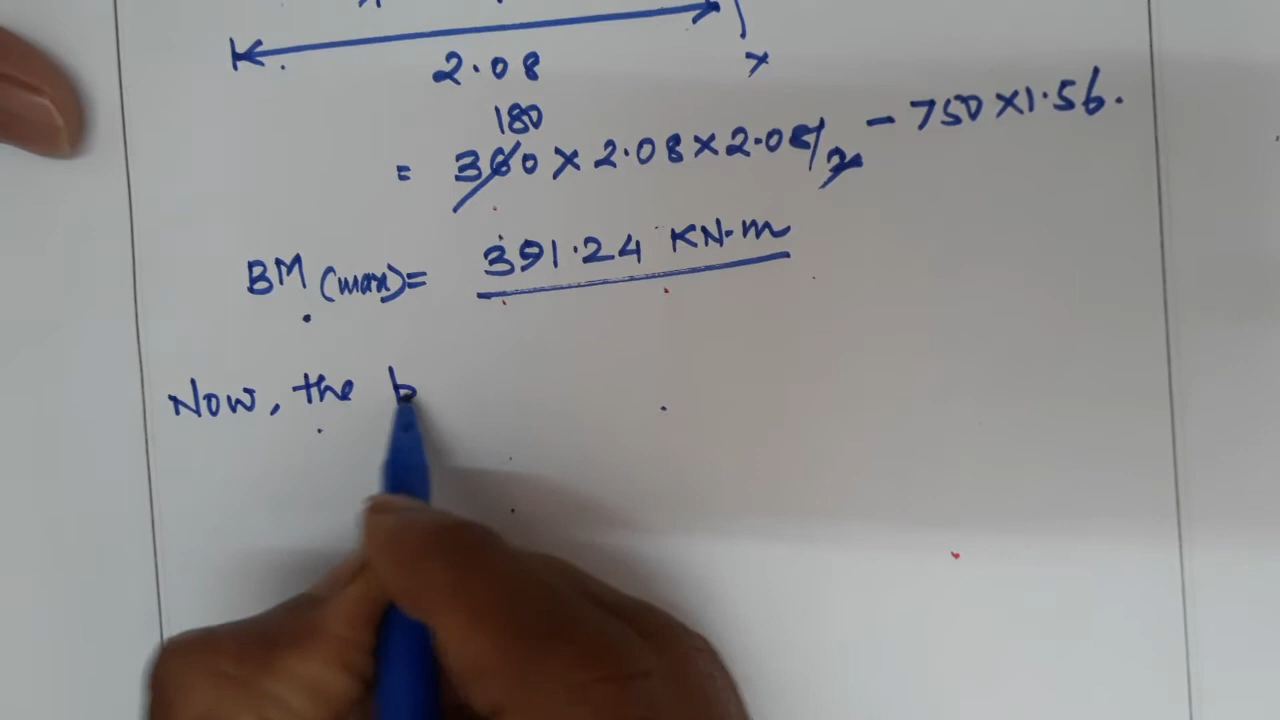 2.08
x
180
= 360 x 2.08 x 2.08/2 - 750 x 1.56.
BM (max) = 391.24 KN-m
Now, the b